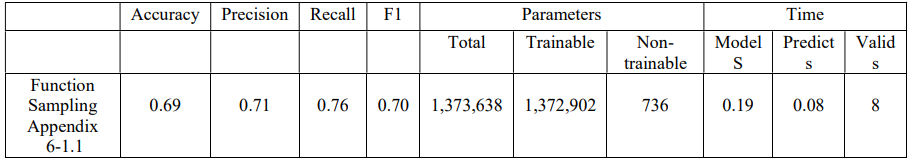 Accuracy Precision Recall F1 Parameters Time
Total Trainable Non- Model Predict Valid
trainable S s s
Function
Sampling 0.69 0.71 0.76 0.70 1,373,638 1,372,902 736 0.19 0.08 8
Appendix
6-1.1